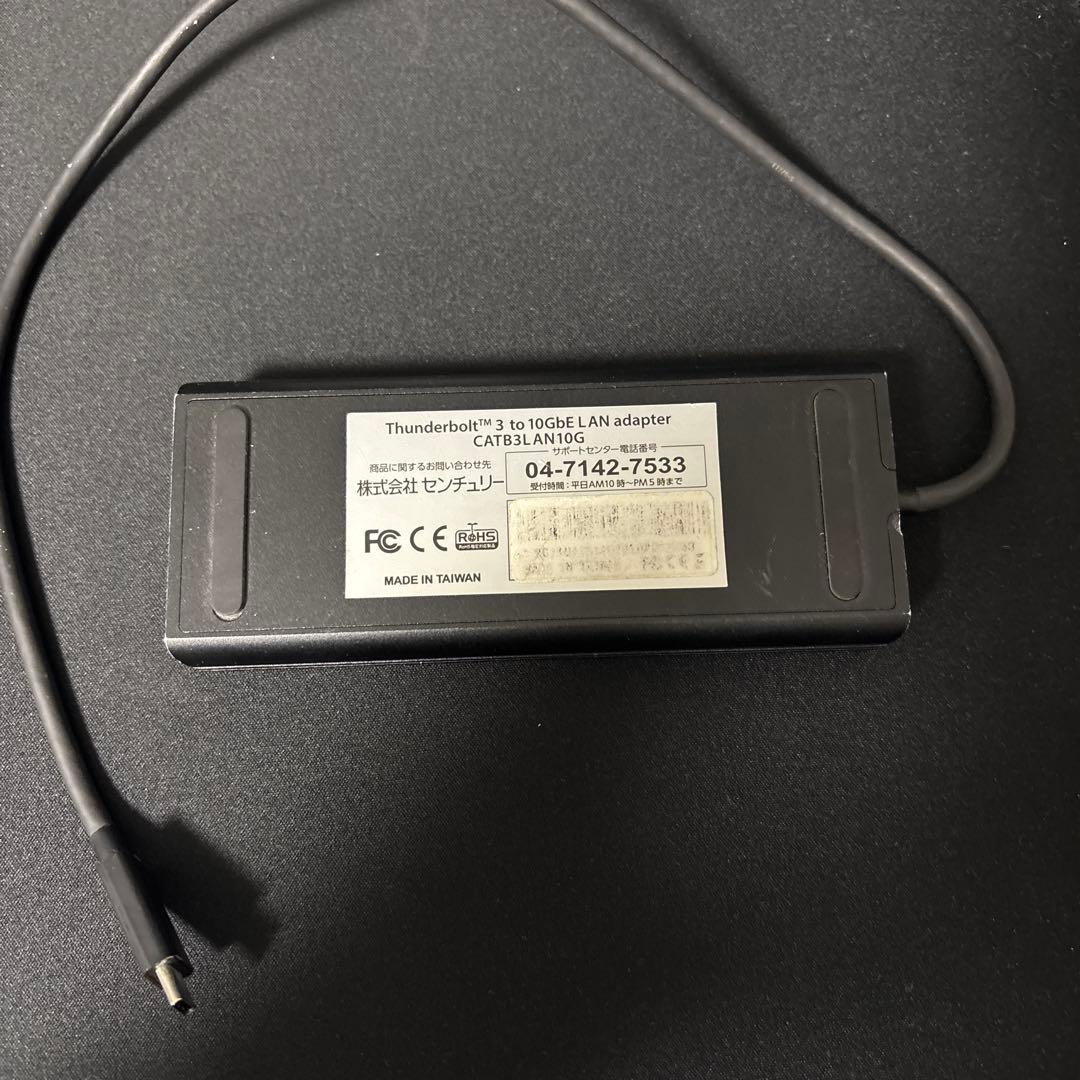 Thunderbolt™ 3 to 10GbE LAN adapter
CATB3LAN10G
商品に関するお問い合わせ先
株式会社 センチュリー
サポートセンター電話番号
04-7142-7533
受付時間：平日AM10時〜PM5時まで
FC CE RoHS
MADE IN TAIWAN